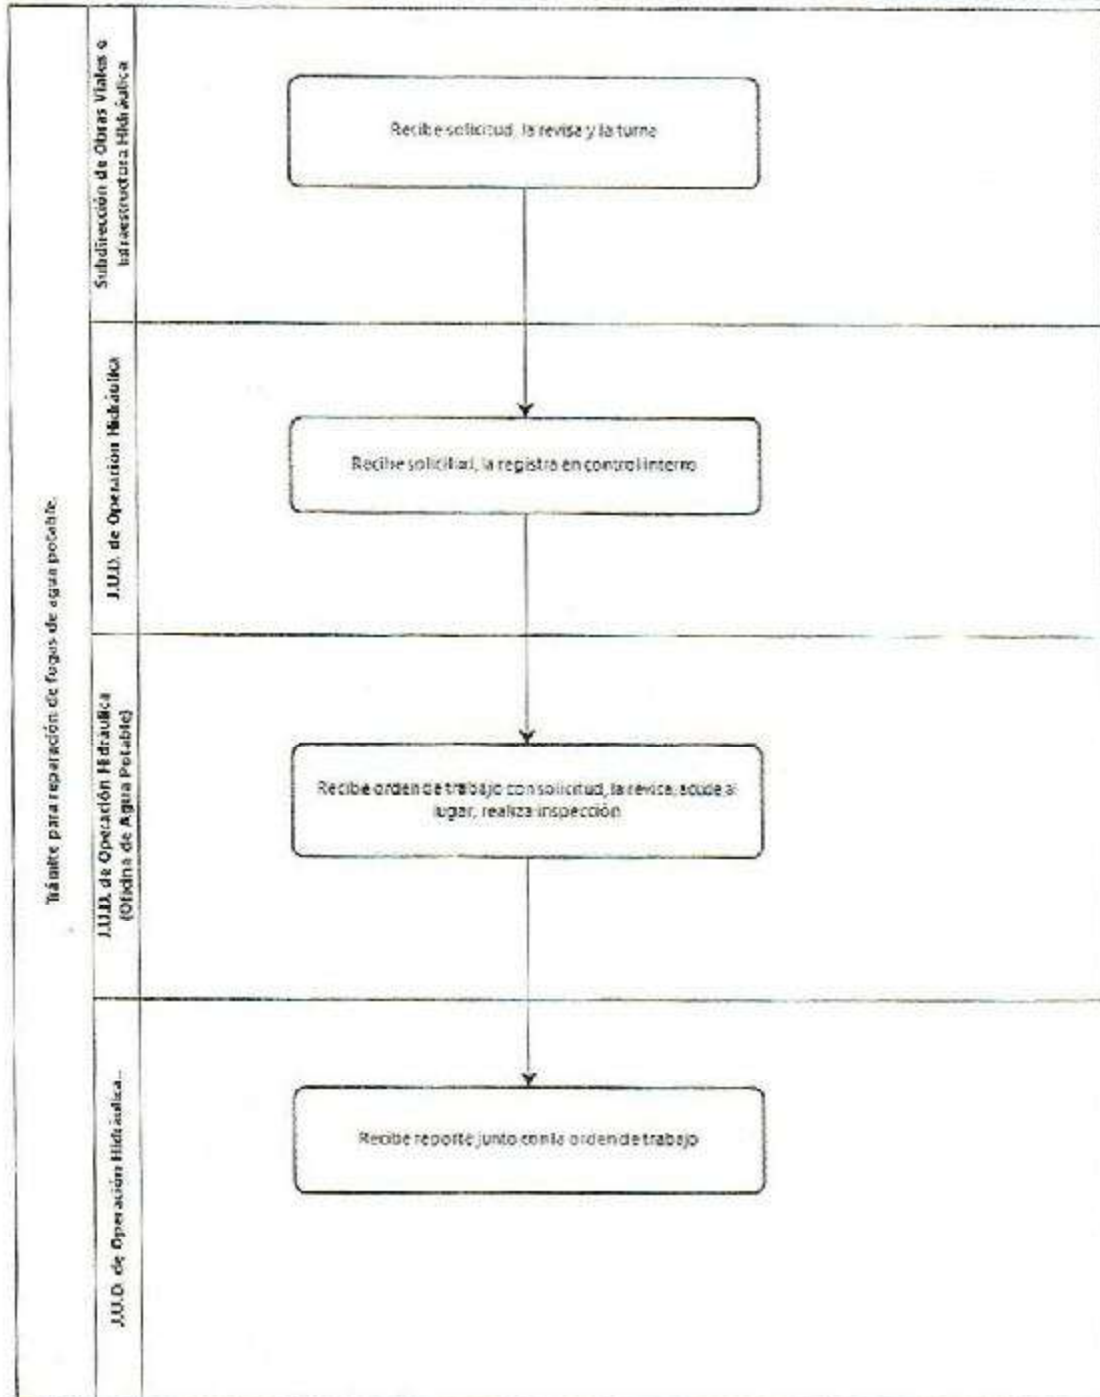 Trámite para reparación de fugas de agua potable.
Subdirección de Obras Viales e
Infraestructura Hidráulica
Recibe solicitud, la revisa y la turna
J.U.D. de Operación Hidráulica
Recibe solicitud, la registra en control interno
J.U.D. de Operación Hidráulica
(Oficina de Agua Potable)
Recibe orden de trabajo con solicitud, la revisa, acude al
lugar, realiza inspección
J.U.D. de Operación Hidráulica.
Recibe reporte junto con la orden de trabajo